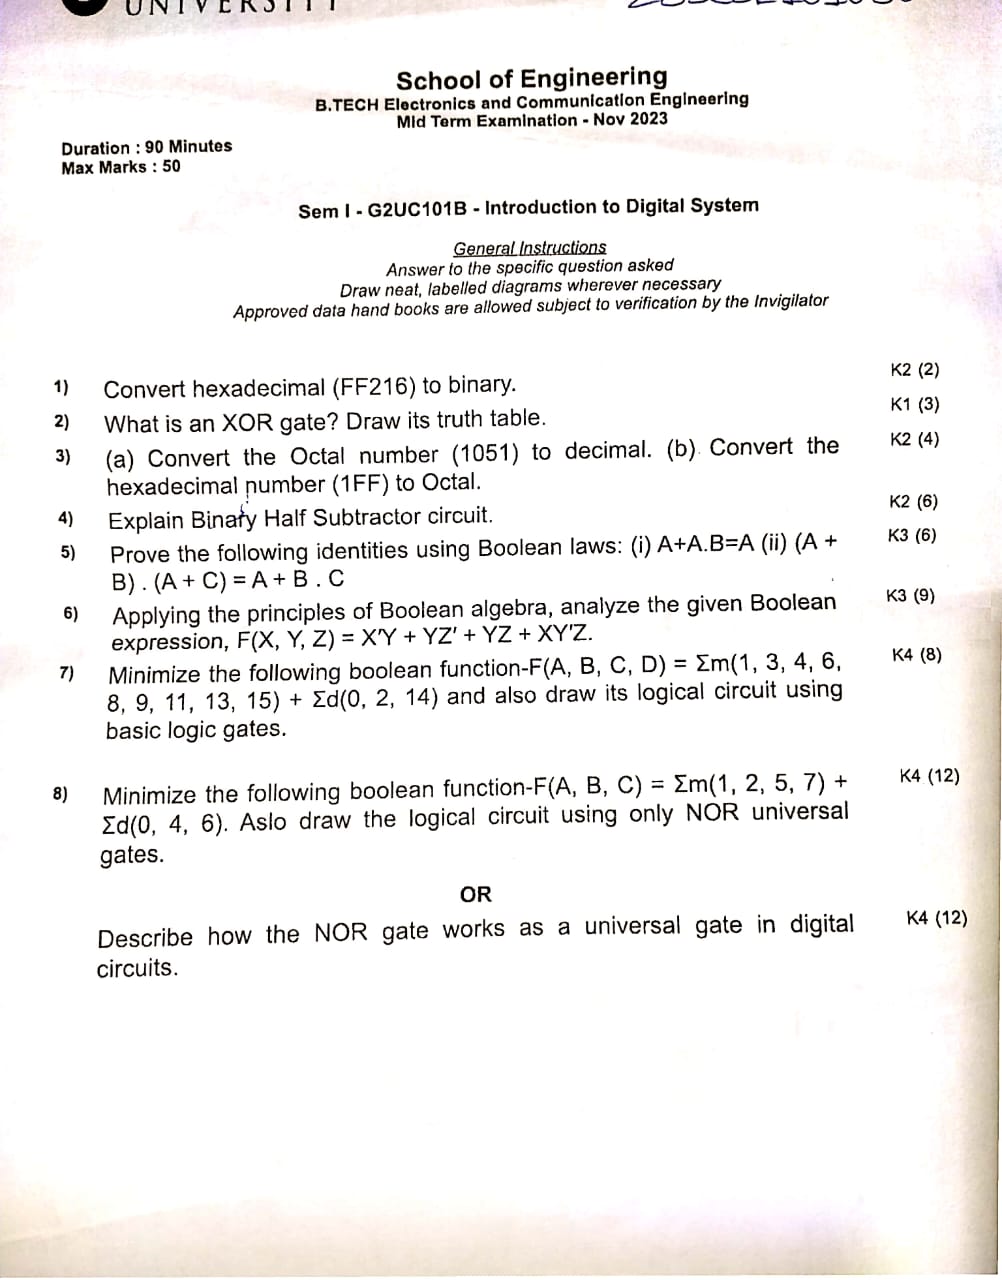 UNIVERSITY
School of Engineering
B.TECH Electronics and Communication Engineering
Mid Term Examination - Nov 2023
Duration : 90 Minutes
Max Marks : 50
Sem I - G2UC101B - Introduction to Digital System
General Instructions
Answer to the specific question asked
Draw neat, labelled diagrams wherever necessary
Approved data hand books are allowed subject to verification by the Invigilator
1) Convert hexadecimal (FF216) to binary. K2 (2)
2) What is an XOR gate? Draw its truth table. K1 (3)
3) (a) Convert the Octal number (1051) to decimal. (b). Convert the K2 (4)
hexadecimal number (1FF) to Octal.
4) Explain Binary Half Subtractor circuit. K2 (6)
5) Prove the following identities using Boolean laws: (i) A+A.B=A (ii) (A + K3 (6)
B) . (A + C) = A + B . C
6) Applying the principles of Boolean algebra, analyze the given Boolean K3 (9)
expression, F(X, Y, Z) = X'Y + YZ' + YZ + XY'Z.
7) Minimize the following boolean function-F(A, B, C, D) = Σm(1, 3, 4, 6, K4 (8)
8, 9, 11, 13, 15) + Σd(0, 2, 14) and also draw its logical circuit using
basic logic gates.
8) Minimize the following boolean function-F(A, B, C) = Σm(1, 2, 5, 7) + K4 (12)
Σd(0, 4, 6). Aslo draw the logical circuit using only NOR universal
gates.
OR
Describe how the NOR gate works as a universal gate in digital K4 (12)
circuits.